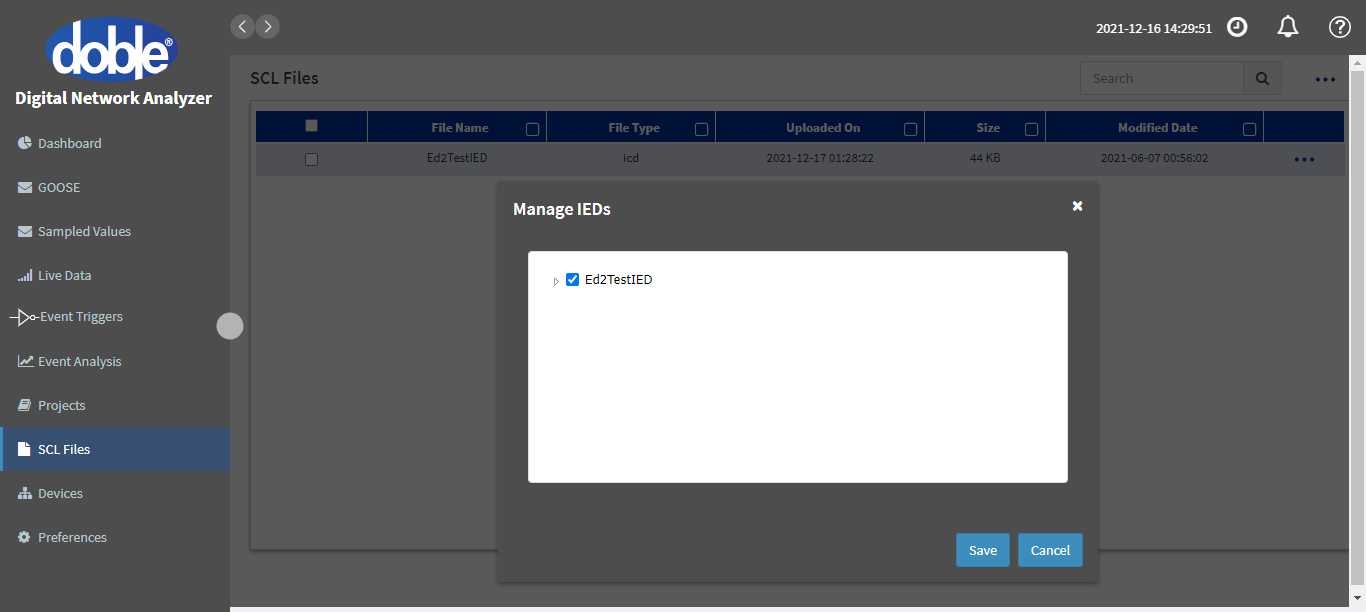 doble®
Digital Network Analyzer
2021-12-16 14:29:51
Dashboard
GOOSE
Sampled Values
Live Data
Event Triggers
Event Analysis
Projects
SCL Files
Devices
Preferences
SCL Files
Search
File Name File Type Uploaded On Size Modified Date
Ed2TestIED icd 2021-12-17 01:28:22 44 KB 2021-06-07 00:56:02
Manage IEDs
Ed2TestIED
Save Cancel